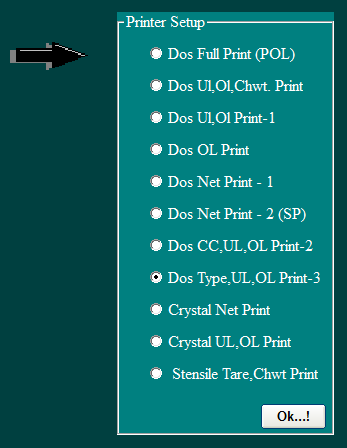 Printer Setup
Dos Full Print (POL)
Dos Ul,Ol,Chwt. Print
Dos Ul,Ol Print-1
Dos OL Print
Dos Net Print - 1
Dos Net Print - 2 (SP)
Dos CC,UL,OL Print-2
Dos Type,UL,OL Print-3
Crystal Net Print
Crystal UL,OL Print
Stensile Tare,Chwt Print
Ok...!